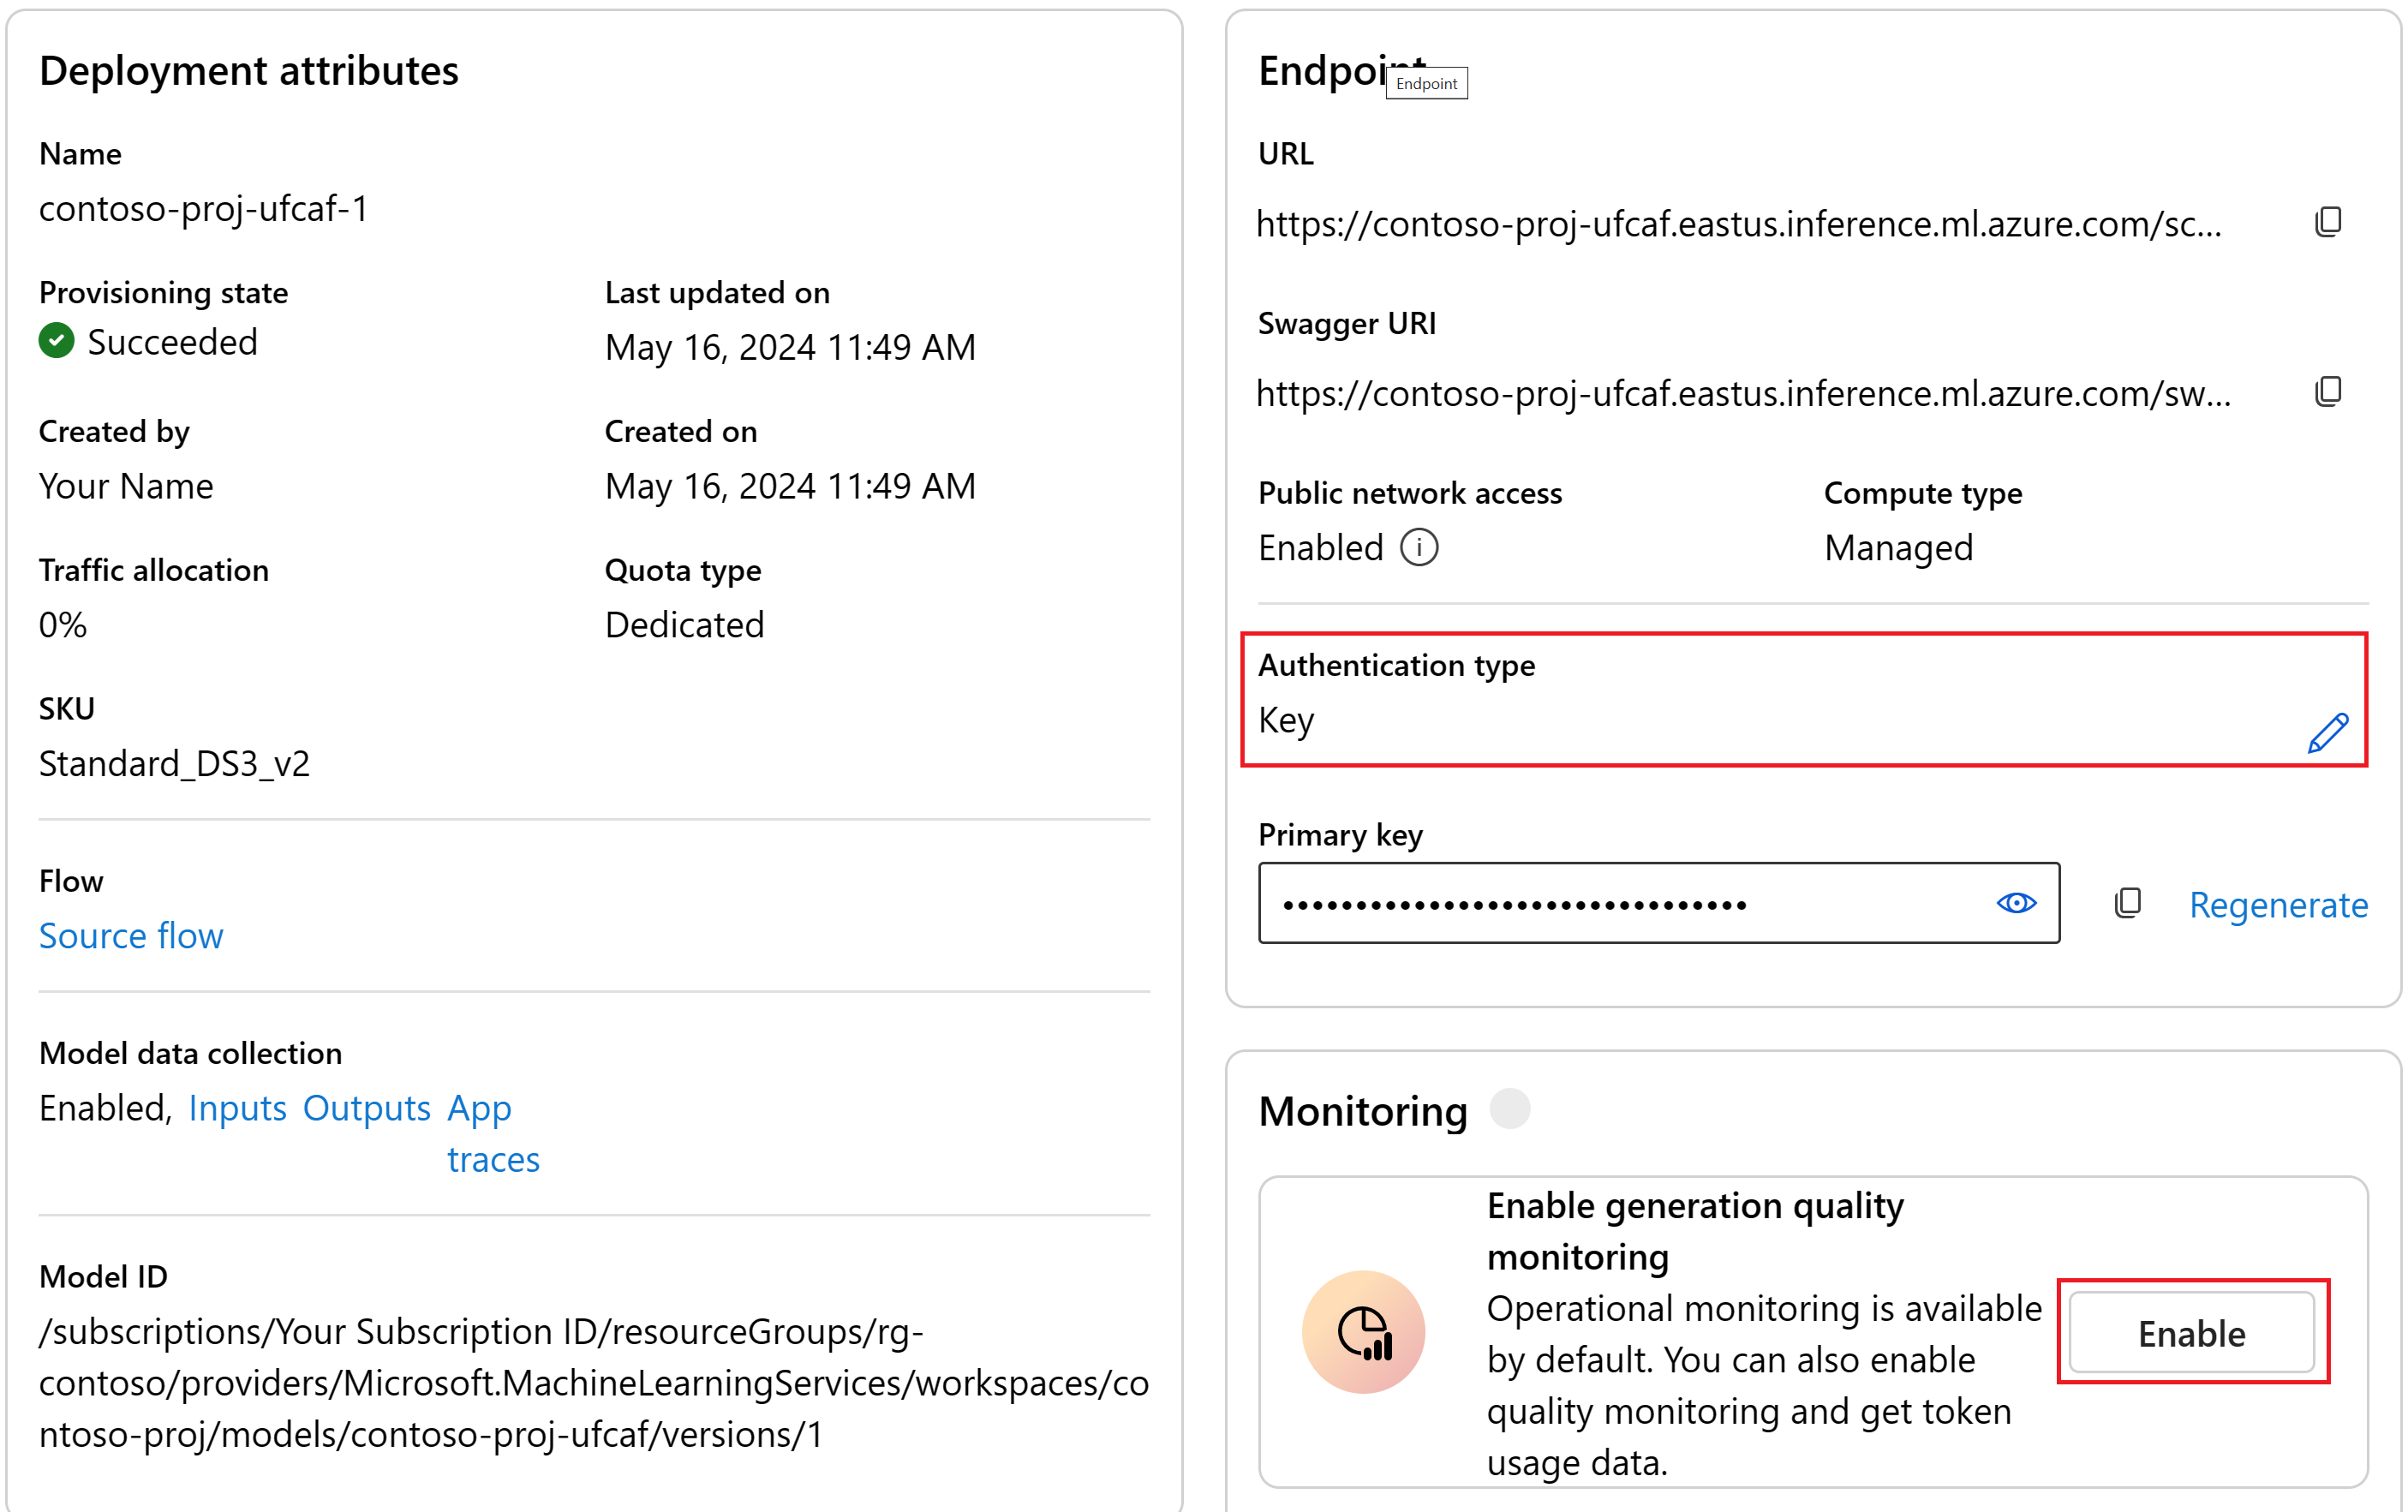 Deployment attributes
Name
contoso-proj-ufcaf-1
Provisioning state
Last updated on
Succeeded
May 16, 2024 11:49 AM
Created by
Created on
Your Name
May 16, 2024 11:49 AM
Traffic allocation
Quota type
0%
Dedicated
SKU
Standard_DS3_v2
Flow
Source flow
Model data collection
Enabled, Inputs Outputs App
traces
Model ID
/subscriptions/Your Subscription ID/resourceGroups/rg-
contoso/providers/Microsoft.MachineLearningServices/workspaces/co
ntoso-proj/models/contoso-proj-ufcaf/versions/1
Endpoint
Endpoint
URL
https://contoso-proj-ufcaf.eastus.inference.ml.azure.com/sc...
Swagger URI
https://contoso-proj-ufcaf.eastus.inference.ml.azure.com/sw...
Public network access
Compute type
Enabled
Managed
Authentication type
Key
Primary key
••••••••••••••••••••••••••••••••
Regenerate
Monitoring
Enable generation quality
monitoring
Operational monitoring is available
by default. You can also enable
quality monitoring and get token
usage data.
Enable